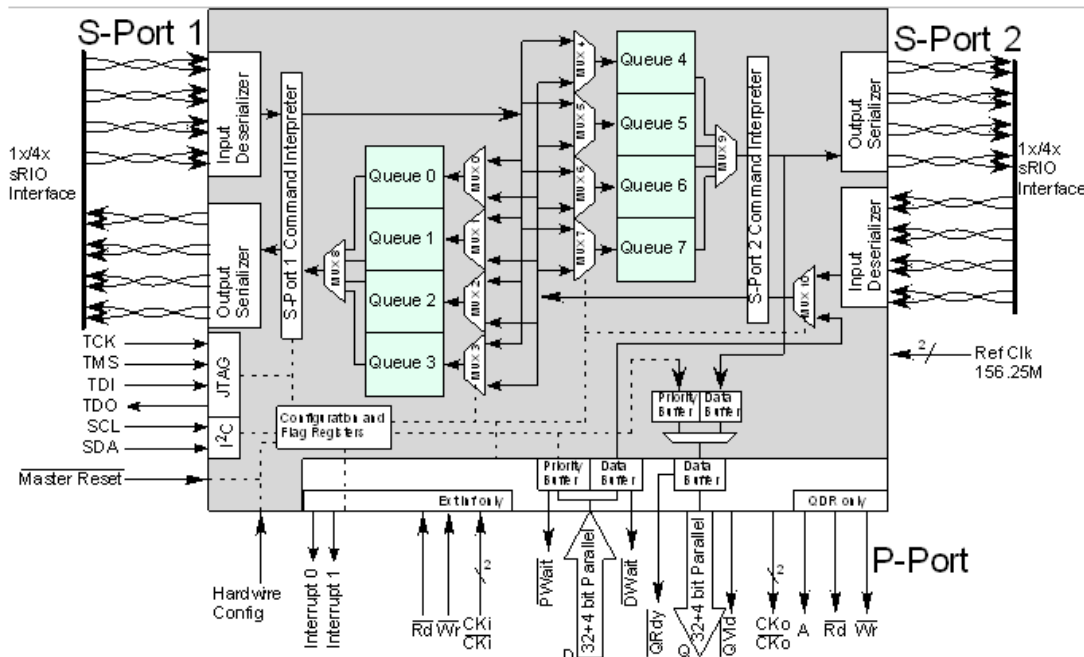 S-Port 1
S-Port 2
1x/4x
sRIO
Interface
Input
Deserializer
Output
Serializer
S-Port 1 Command Interpreter
Queue 0
Queue 1
Queue 2
Queue 3
MUX 8
MUX 0
MUX 1
MUX 2
MUX 3
MUX 4
MUX 5
MUX 6
MUX 7
Queue 4
Queue 5
Queue 6
Queue 7
MUX 9
S-Port 2 Command Interpreter
MUX 10
Output
Serializer
Input
Deserializer
1x/4x
sRIO
Interface
TCK
TMS
TDI
TDO
SCL
SDA
JTAG
I²C
Master Reset
Configuration and
Flag Registers
2
Ref Clk
156.25M
Priority
Buffer
Data
Buffer
Priority
Buffer
Data
Buffer
Data
Buffer
Ext Inf only
QDR only
P-Port
Hardwire
Config
Interrupt 0
Interrupt 1
Rd
Wr
2
CKi
CKi
PWait
D
32+4 bit Parallel
DWait
QRdy
Q
32+4 bit Parallel
QVld
2
CKo
CKo
A
Rd
Wr